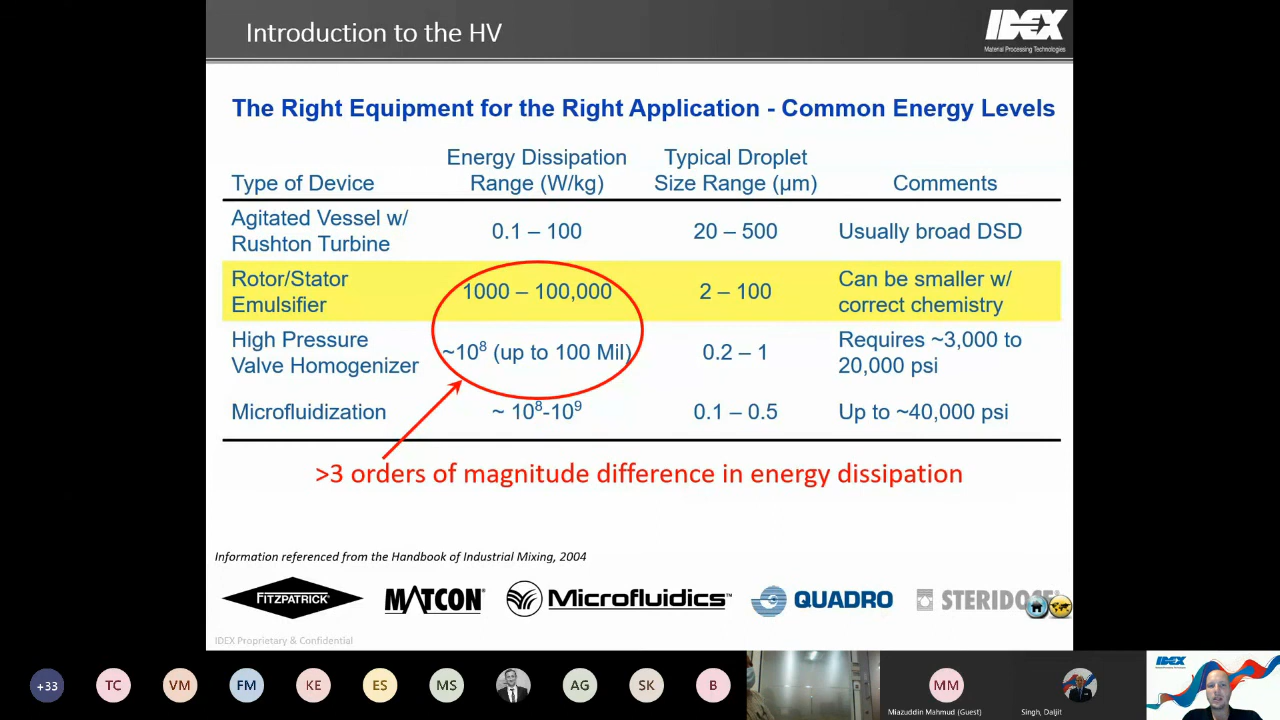 Introduction to the HV
IDEX
Material Processing Technologies
The Right Equipment for the Right Application - Common Energy Levels
Type of Device
Energy Dissipation
Range (W/kg)
Typical Droplet
Size Range (µm)
Comments
Agitated Vessel w/
Rushton Turbine
0.1 – 100
20 – 500
Usually broad DSD
Rotor/Stator
Emulsifier
1000 – 100,000
2 – 100
Can be smaller w/
correct chemistry
High Pressure
Valve Homogenizer
~10⁸ (up to 100 Mil)
0.2 – 1
Requires ~3,000 to
20,000 psi
Microfluidization
~ 10⁸-10⁹
0.1 – 0.5
Up to ~40,000 psi
>3 orders of magnitude difference in energy dissipation
Information referenced from the Handbook of Industrial Mixing, 2004
FITZPATRICK
MATCON
Microfluidics™
QUADRO
IDEX Proprietary & Confidential
+33
TC
VM
FM
KE
ES
MS
AG
SK
B
MM
Miazuddin Mahmud (Guest)
Singh, Daljit
IDEX